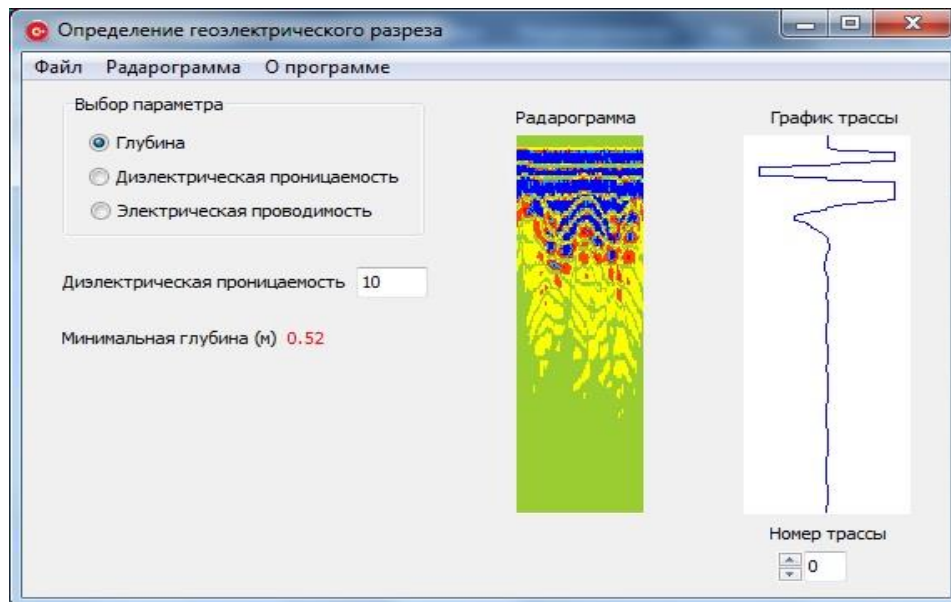 Определение геоэлектрического разреза
Файл Радарограмма О программе
Выбор параметра
Глубина
Диэлектрическая проницаемость
Электрическая проводимость
Диэлектрическая проницаемость 10
Минимальная глубина (м) 0.52
Радарограмма
График трассы
Номер трассы
0